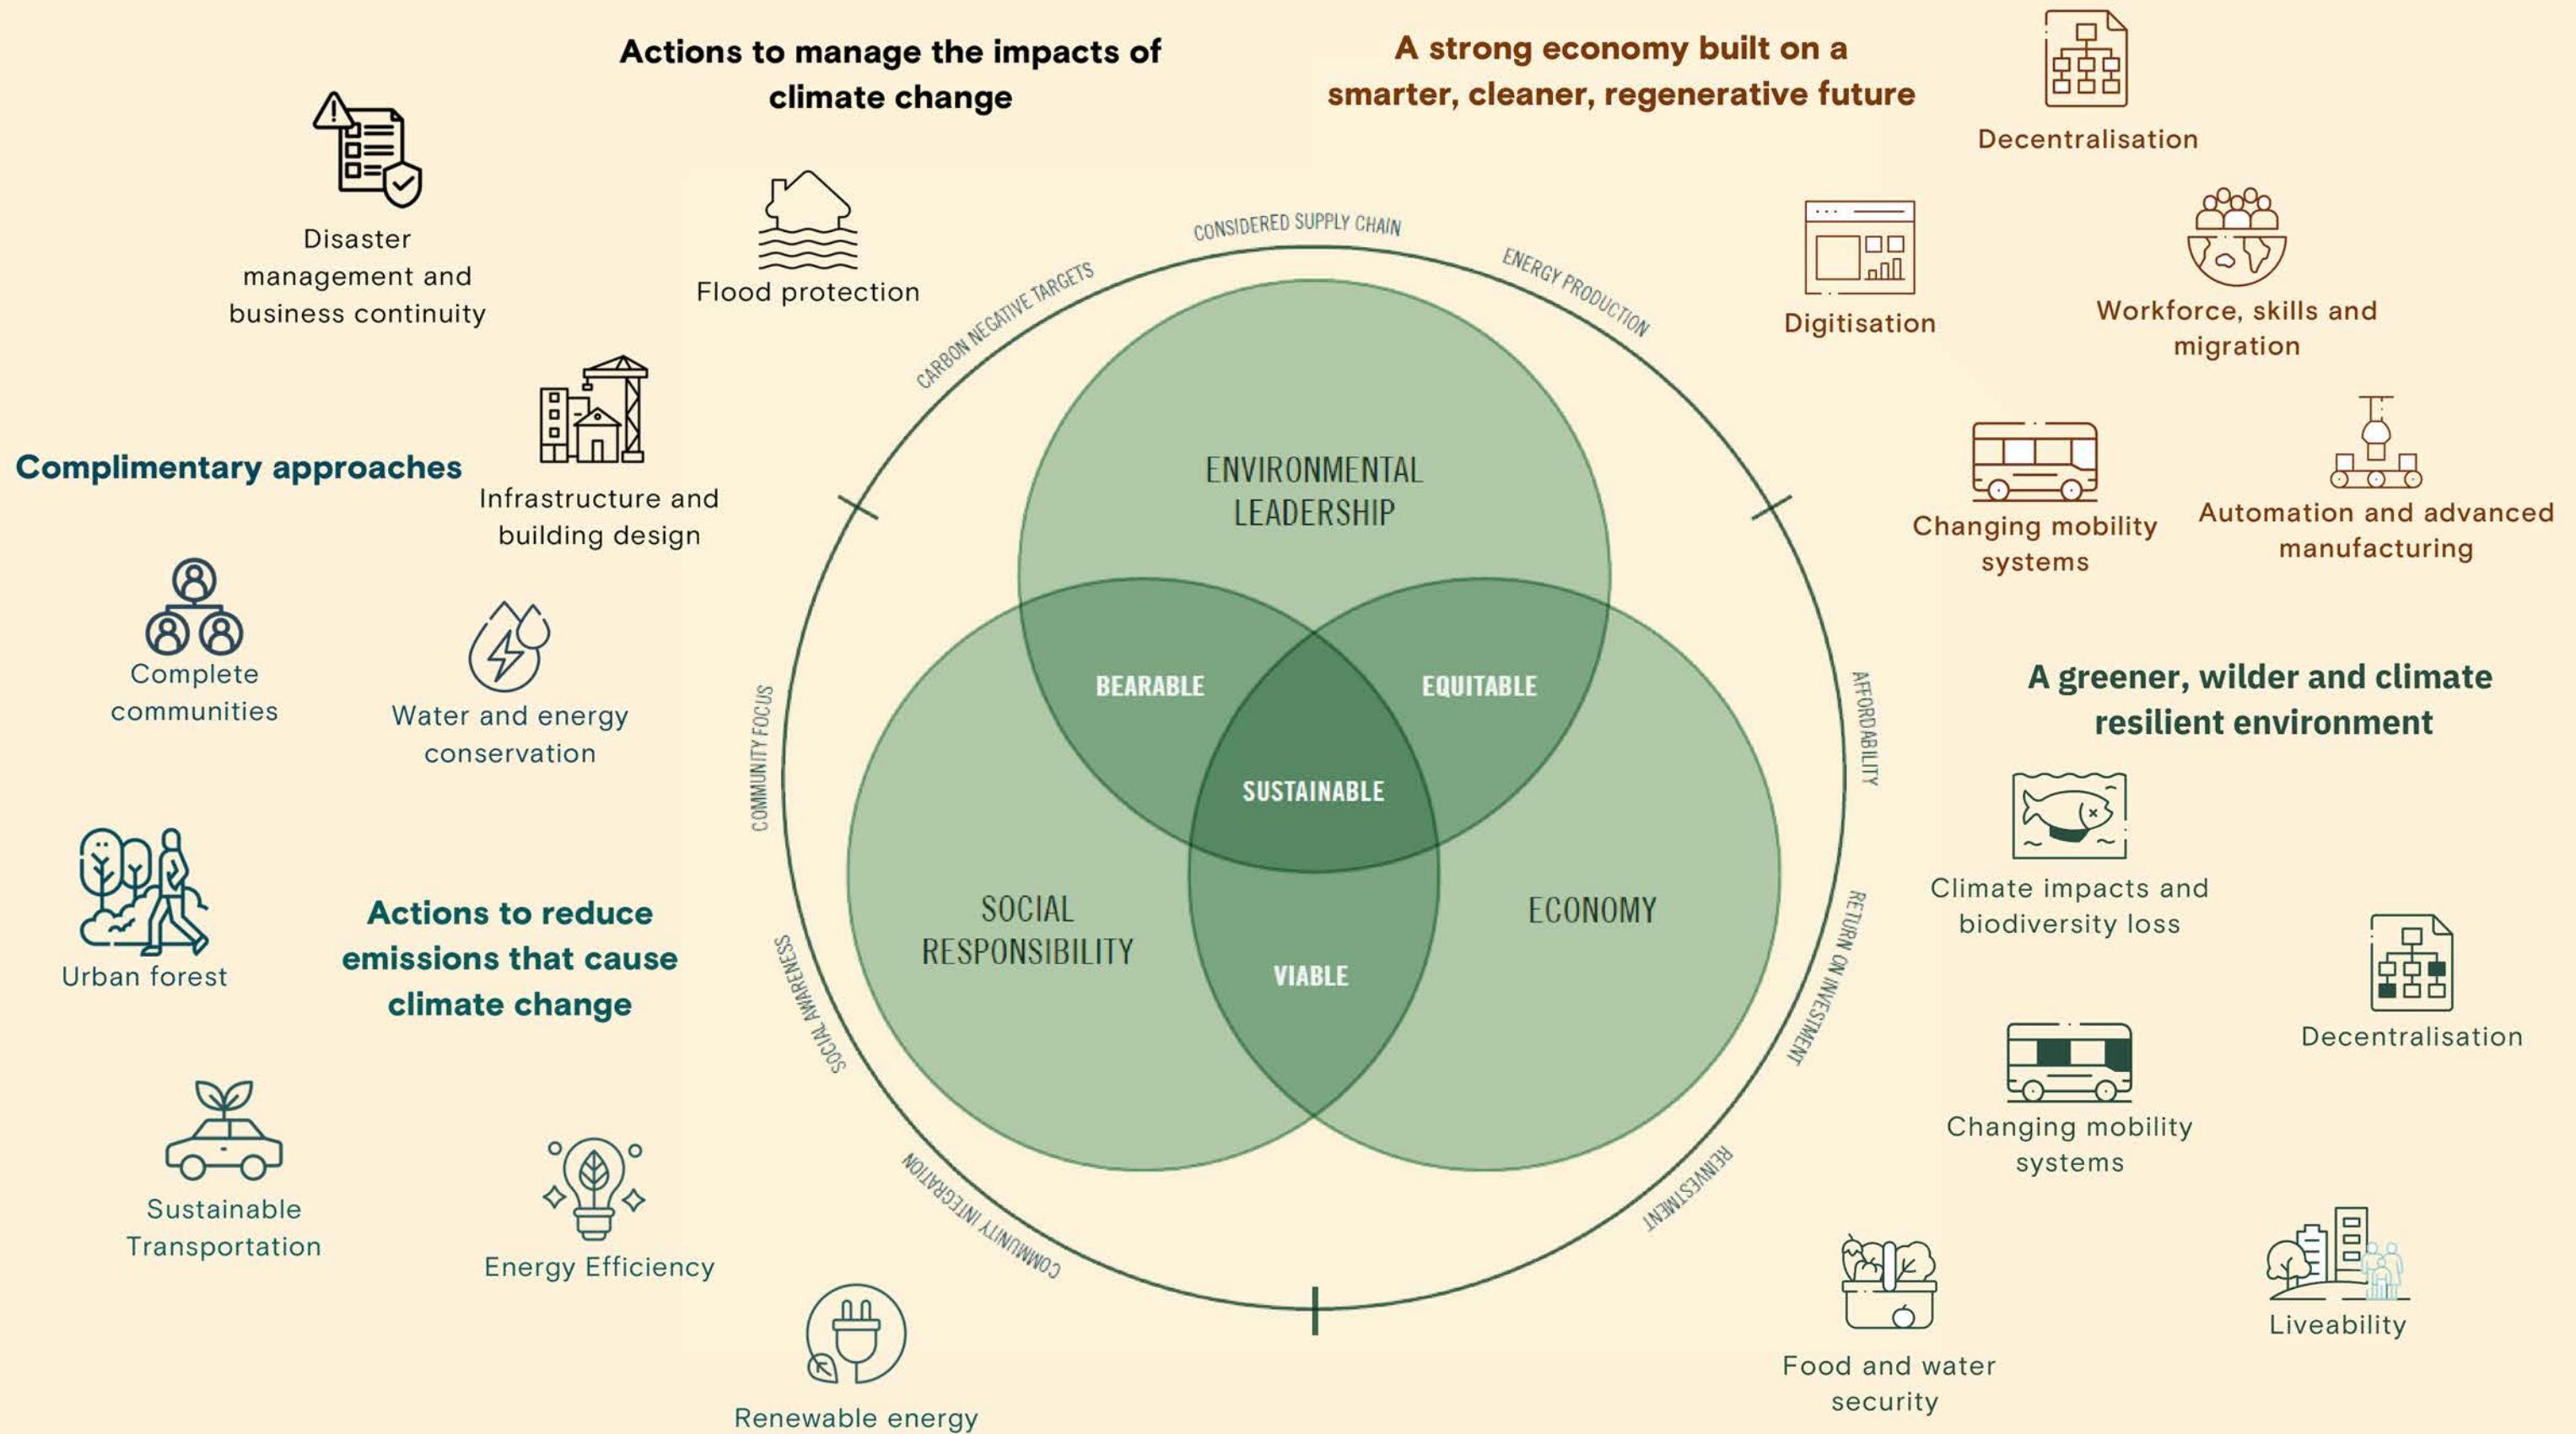 Actions to manage the impacts of
climate change
Disaster
management and
business continuity
Flood protection
Infrastructure and
building design
Complimentary approaches
Complete
communities
Water and energy
conservation
Urban forest
Actions to reduce
emissions that cause
climate change
Sustainable
Transportation
Energy Efficiency
Renewable energy
CONSIDERED SUPPLY CHAIN
CARBON NEGATIVE TARGETS
ENERGY PRODUCTION
COMMUNITY FOCUS
AFFORDABILITY
SOCIAL AWARENESS
RETURN ON INVESTMENT
COMMUNITY INTEGRATION
REINVESTMENT
ENVIRONMENTAL
LEADERSHIP
BEARABLE
EQUITABLE
SUSTAINABLE
SOCIAL
RESPONSIBILITY
ECONOMY
VIABLE
A strong economy built on a
smarter, cleaner, regenerative future
Decentralisation
Digitisation
Workforce, skills and
migration
Changing mobility
systems
Automation and advanced
manufacturing
A greener, wilder and climate
resilient environment
Climate impacts and
biodiversity loss
Decentralisation
Changing mobility
systems
Food and water
security
Liveability